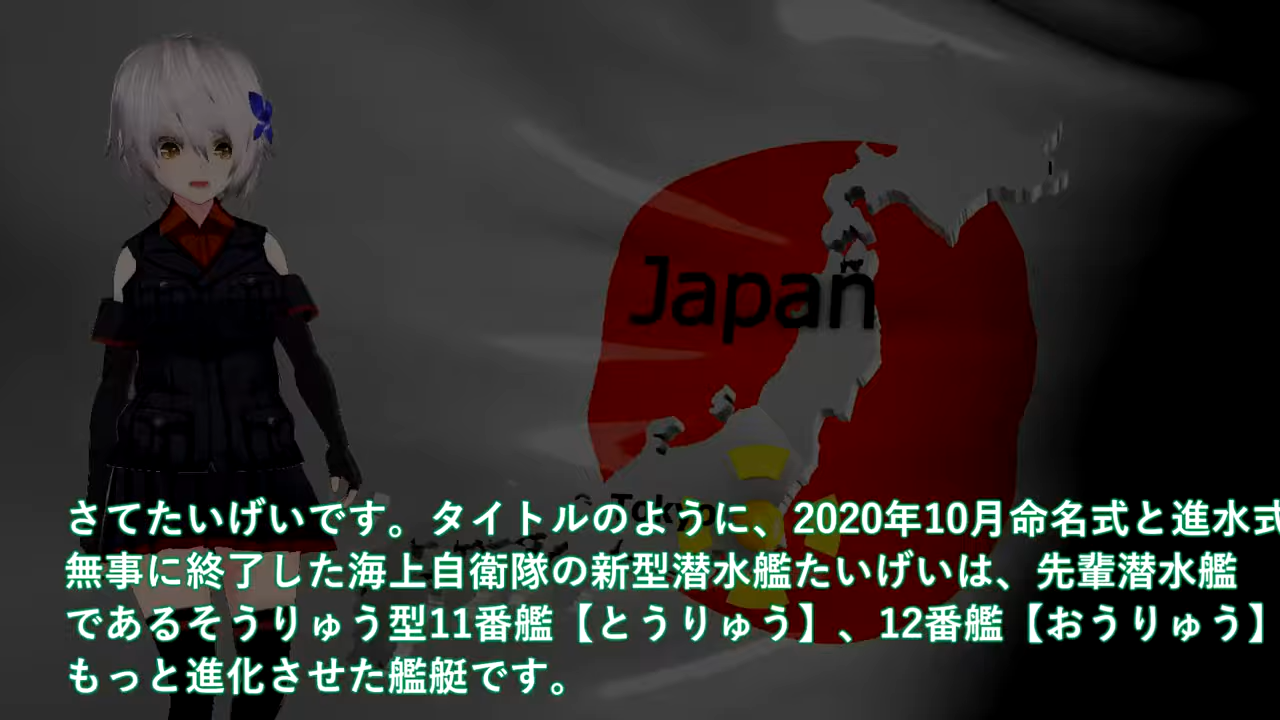 Japan
Tokyo
さてたいげいです。タイトルのように、2020年10月命名式と進水式
無事に終了した海上自衛隊の新型潜水艦たいげいは、先輩潜水艦
であるそうりゅう型11番艦【とうりゅう】、12番艦【おうりゅう】
もっと進化させた艦艇です。